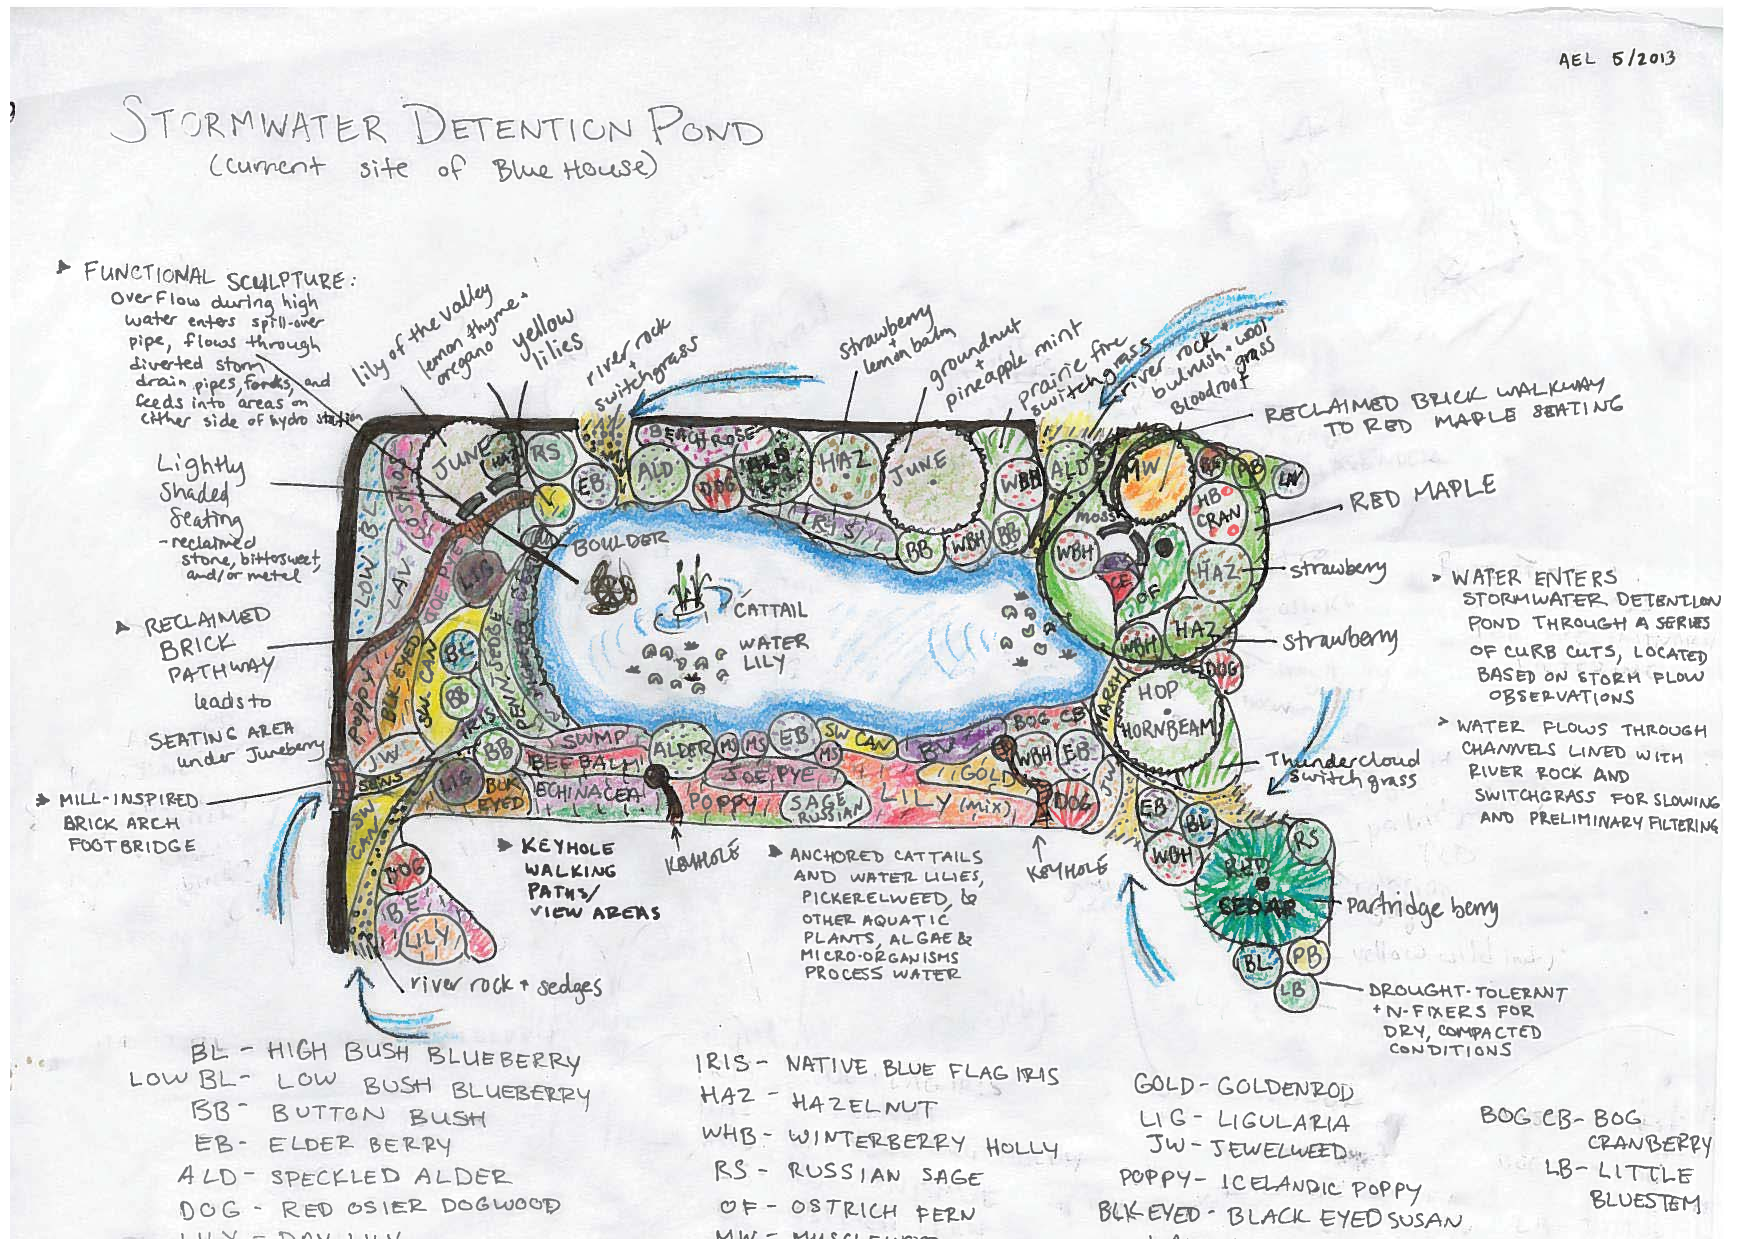 AEL 5/2013
STORMWATER DETENTION POND
(current site of Blue House)
FUNCTIONAL SCULPTURE:
Overflow during high
water enters spill-over
pipe, flows through
diverted storm
drain pipes, forks, and
feeds into areas on
either side of hydro station
Lightly
Shaded
Seating
-reclaimed
stone, bittersweet,
and/or metal
RECLAIMED
BRICK
PATHWAY
leads to
SEATING AREA
under Juneberry
MILL-INSPIRED
BRICK ARCH
FOOTBRIDGE
lily of the valley
lemon thyme +
oregano
yellow
lilies
river rock
+
switchgrass
strawberry
+
lemon balm
groundnut
+
pineapple mint
prairie fire
switchgrass
river rock +
bulrush + wool
grass
Bloodroot
RECLAIMED BRICK WALKWAY
TO RED MAPLE SEATING
RED MAPLE
strawberry
strawberry
WATER ENTERS
STORMWATER DETENTION
POND THROUGH A SERIES
OF CURB CUTS, LOCATED
BASED ON STORM FLOW
OBSERVATIONS
WATER FLOWS THROUGH
CHANNELS LINED WITH
RIVER ROCK AND
SWITCHGRASS FOR SLOWING
AND PRELIMINARY FILTERING
Thundercloud
switchgrass
Partridge berry
DROUGHT-TOLERANT
+ N-FIXERS FOR
DRY, COMPACTED
CONDITIONS
LOW BL
COSMOS
LAV
JOE PYE
JUNE
HAZ
RS
EB
ALD
BEACH ROSE
DOG
HAZ
JUNE
WBH
ALD
MW
PB
HB
CRAN
moss
WBH
HAZ
OF
HAZ
WBH
DOG
IRIS
BB
WBH
BB
BOULDER
CATTAIL
WATER
LILY
LIG
BL
BB
POPPY
BLK EYED
SW CAN
IRIS
PENN SEDGE
JW
SEWS
SW
CAN
BB
LIG
BLK
EYED
SWMP
BEE BALM
ECHINACEA
ALDER
MS
MS
EB
MS
SW CAN
JOE PYE
POPPY
SAGE
RUSSIAN
LILY (MIX)
GOLD
BOG CB
WBH
EB
DOG
JW
MARSH
HOP
HORNBEAM
EB
BL
WBH
RS
RED
CEDAR
BL
PB
LB
DOG
BE
LILY
river rock + sedges
KEYHOLE
WALKING
PATHS/
VIEW AREAS
KEYHOLE
ANCHORED CATTAILS
AND WATER LILIES,
PICKERELWEED, &
OTHER AQUATIC
PLANTS, ALGAE &
MICRO-ORGANISMS
PROCESS WATER
KEYHOLE
BL - HIGH BUSH BLUEBERRY
LOW BL - LOW BUSH BLUEBERRY
BB - BUTTON BUSH
EB - ELDER BERRY
ALD - SPECKLED ALDER
DOG - RED OSIER DOGWOOD
IRIS - NATIVE BLUE FLAG IRIS
HAZ - HAZELNUT
WHB - WINTERBERRY HOLLY
RS - RUSSIAN SAGE
OF - OSTRICH FERN
GOLD - GOLDENROD
LIG - LIGULARIA
JW - JEWELWEED
POPPY - ICELANDIC POPPY
BLK EYED - BLACK EYED SUSAN
BOG CB - BOG
CRANBERRY
LB - LITTLE
BLUESTEM